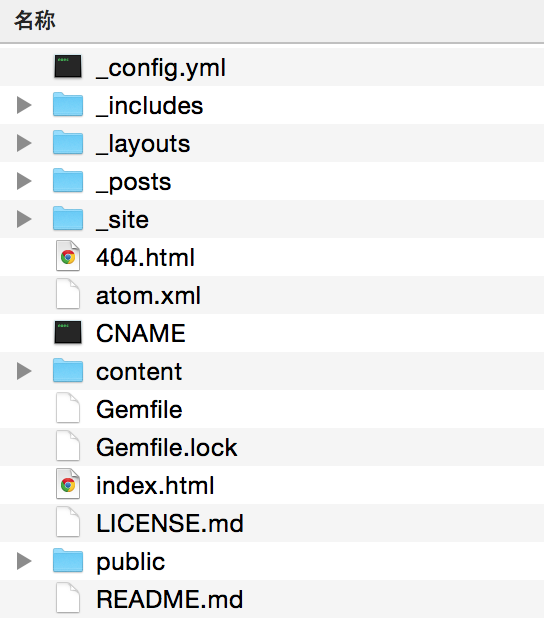 名称
_config.yml
_includes
_layouts
_posts
_site
404.html
atom.xml
CNAME
content
Gemfile
Gemfile.lock
index.html
LICENSE.md
public
README.md